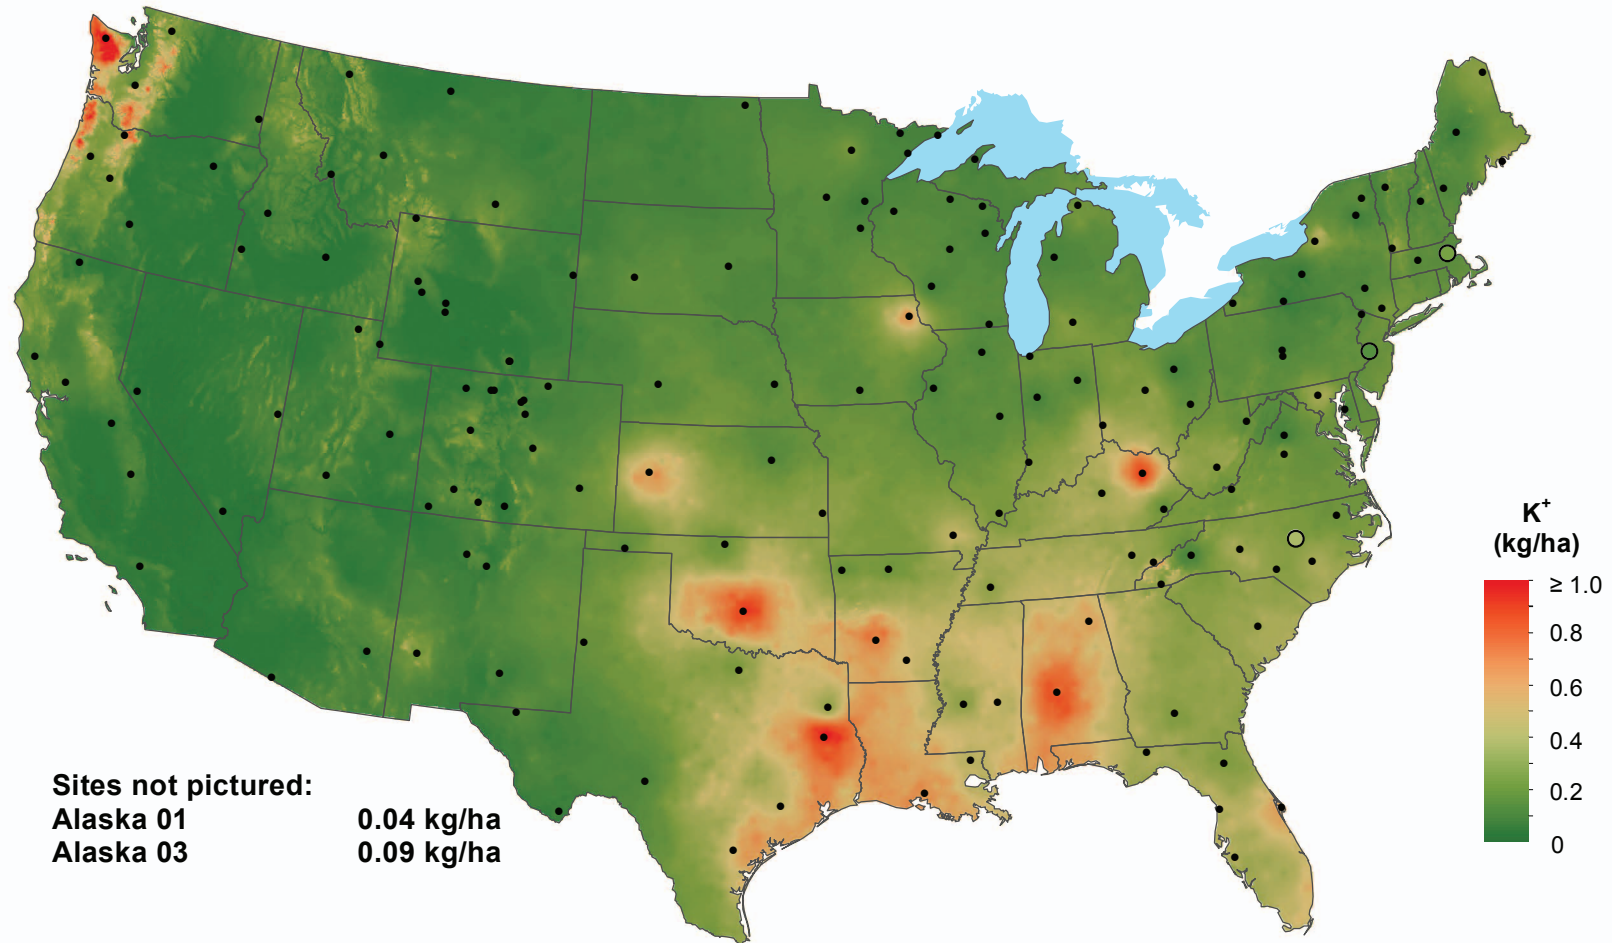 K+
(kg/ha)
≥ 1.0
0.8
0.6
0.4
0.2
0
Sites not pictured:
Alaska 01 0.04 kg/ha
Alaska 03 0.09 kg/ha